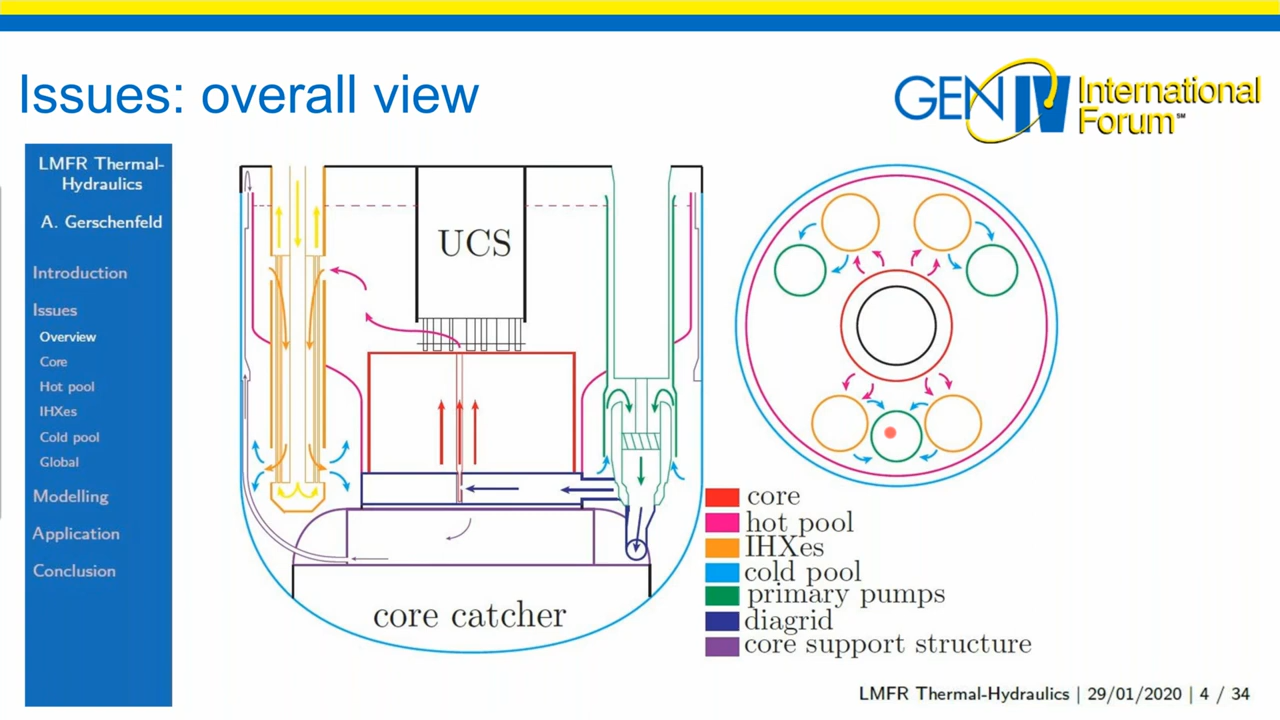 Issues: overall view
GEN IV International
Forum℠
LMFR Thermal-
Hydraulics
A. Gerschenfeld
Introduction
Issues
Overview
Core
Hot pool
IHXes
Cold pool
Global
Modelling
Application
Conclusion
UCS
core catcher
core
hot pool
IHXes
cold pool
primary pumps
diagrid
core support structure
LMFR Thermal-Hydraulics | 29/01/2020 | 4 / 34